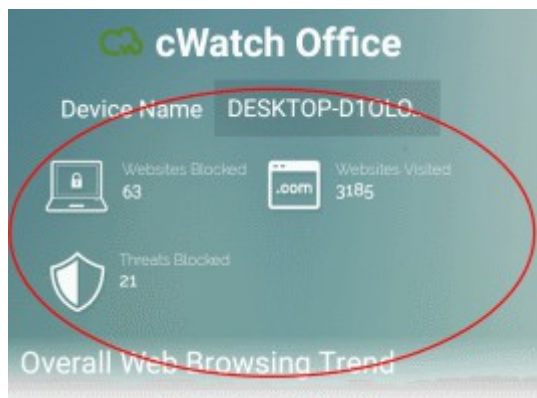 cWatch Office
Device Name DESKTOP-D1OLO..
Websites Blocked
63
.com
Websites Visited
3185
Threats Blocked
21
Overall Web Browsing Trend